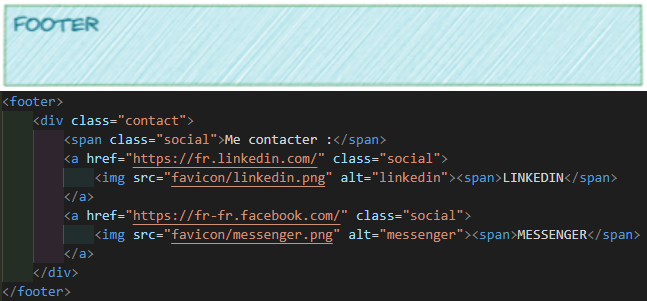 FOOTER
<footer>
<div class="contact">
<span class="social">Me contacter :</span>
<a href="https://fr.linkedin.com/" class="social">
<img src="favicon/linkedin.png" alt="linkedin"><span>LINKEDIN</span>
</a>
<a href="https://fr-fr.facebook.com/" class="social">
<img src="favicon/messenger.png" alt="messenger"><span>MESSENGER</span>
</a>
</div>
</footer>